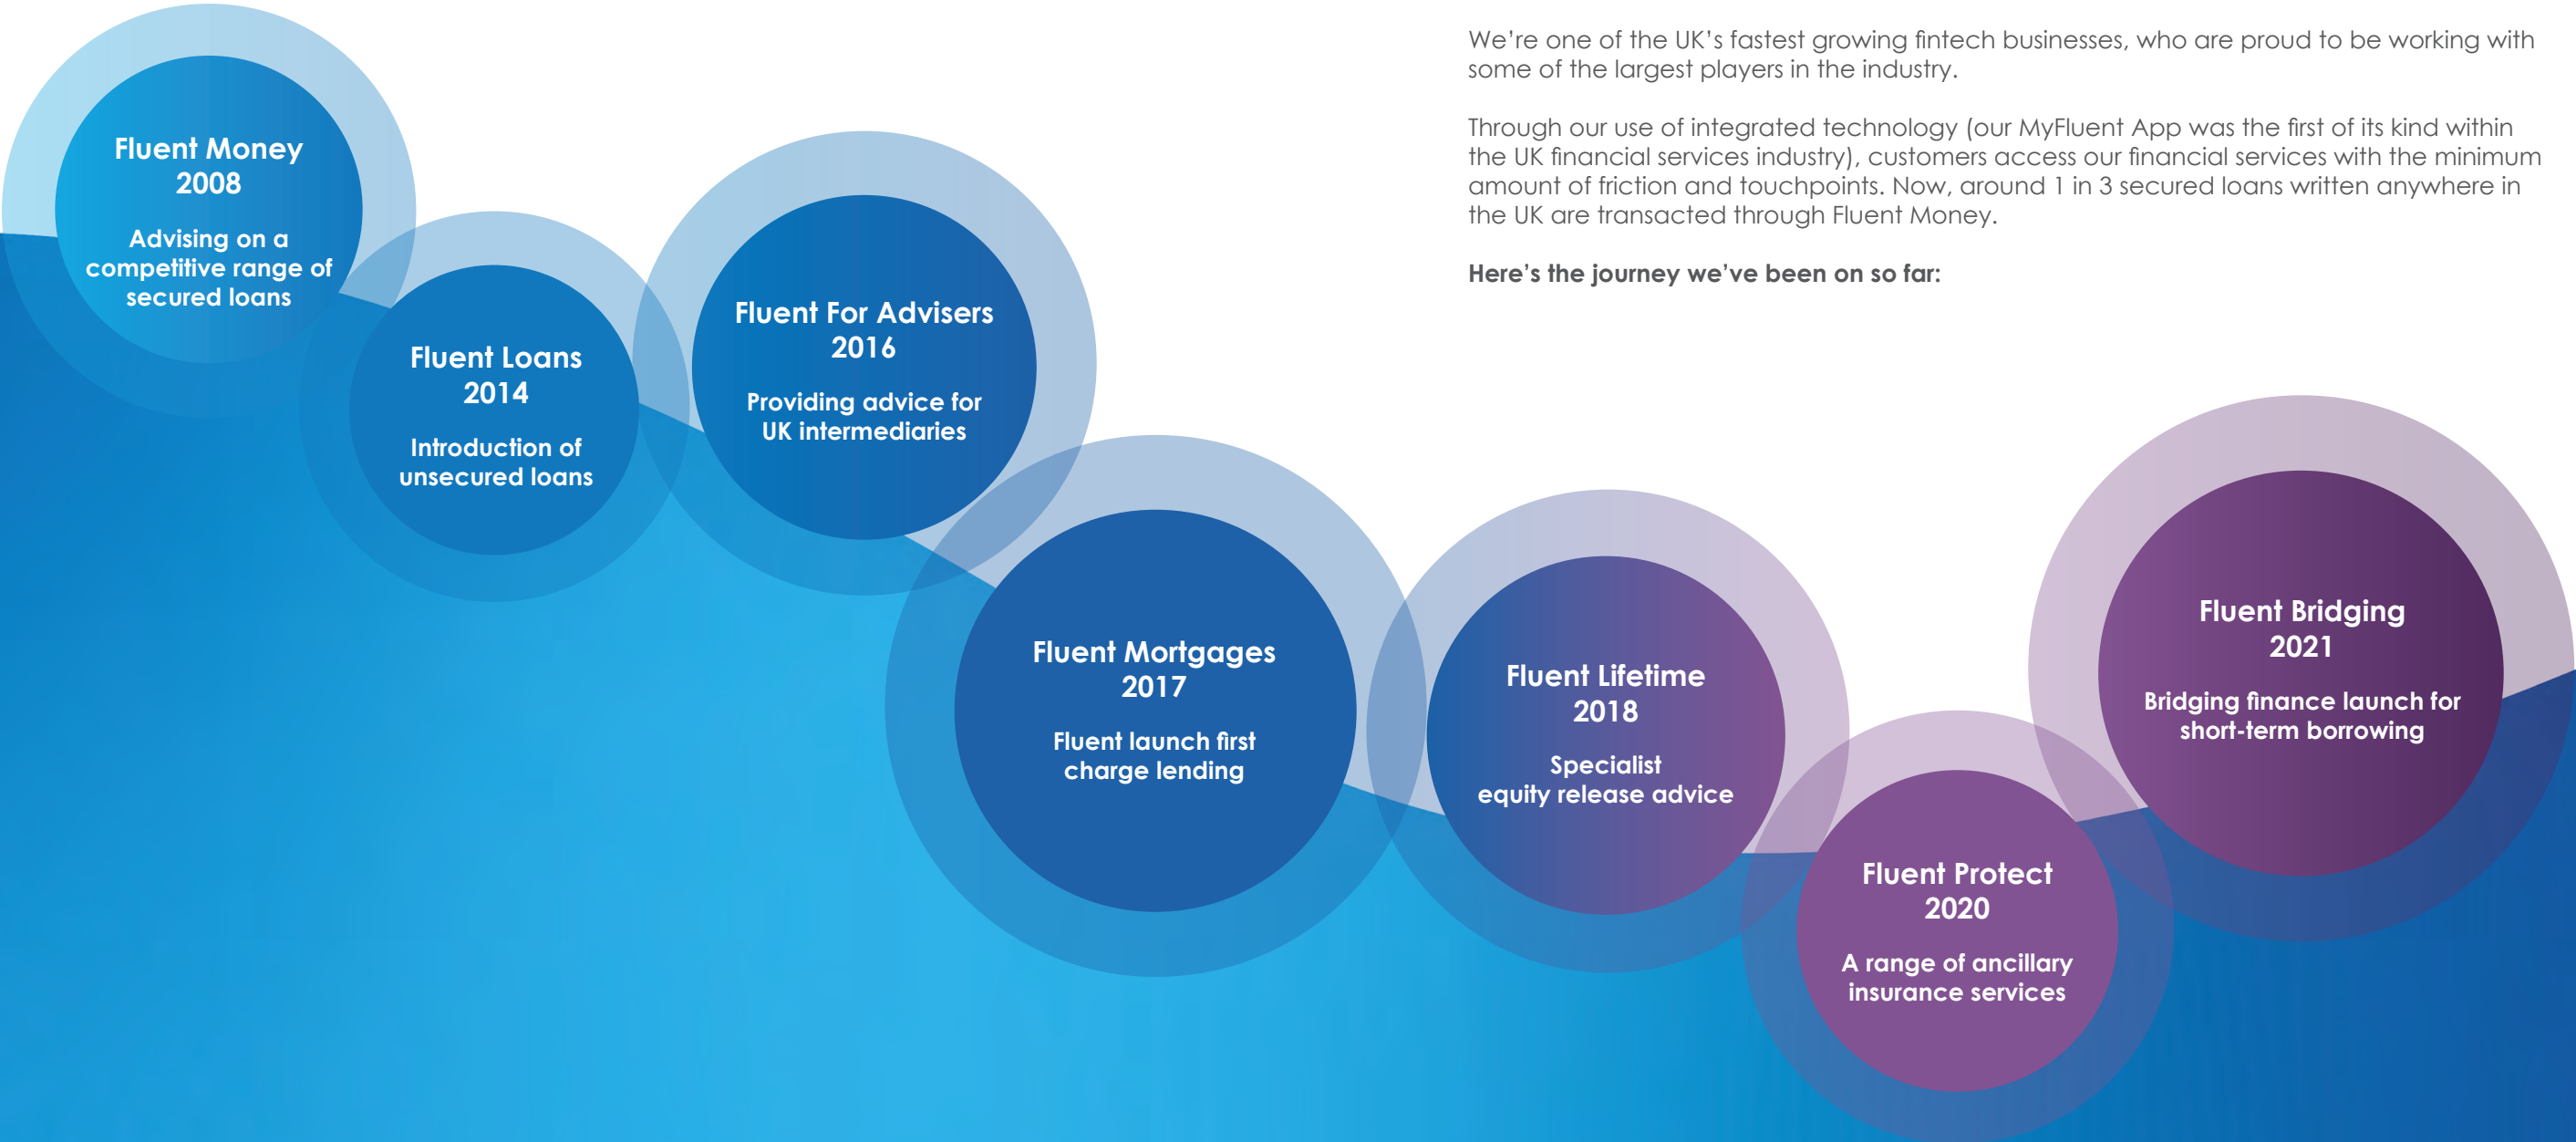 We're one of the UK's fastest growing fintech businesses, who are proud to be working with
some of the largest players in the industry.
Through our use of integrated technology (our MyFluent App was the first of its kind within
the UK financial services industry), customers access our financial services with the minimum
amount of friction and touchpoints. Now, around 1 in 3 secured loans written anywhere in
the UK are transacted through Fluent Money.
Here's the journey we've been on so far:
Fluent Money
2008
Advising on a
competitive range of
secured loans
Fluent Loans
2014
Introduction of
unsecured loans
Fluent For Advisers
2016
Providing advice for
UK intermediaries
Fluent Mortgages
2017
Fluent launch first
charge lending
Fluent Lifetime
2018
Specialist
equity release advice
Fluent Protect
2020
A range of ancillary
insurance services
Fluent Bridging
2021
Bridging finance launch for
short-term borrowing